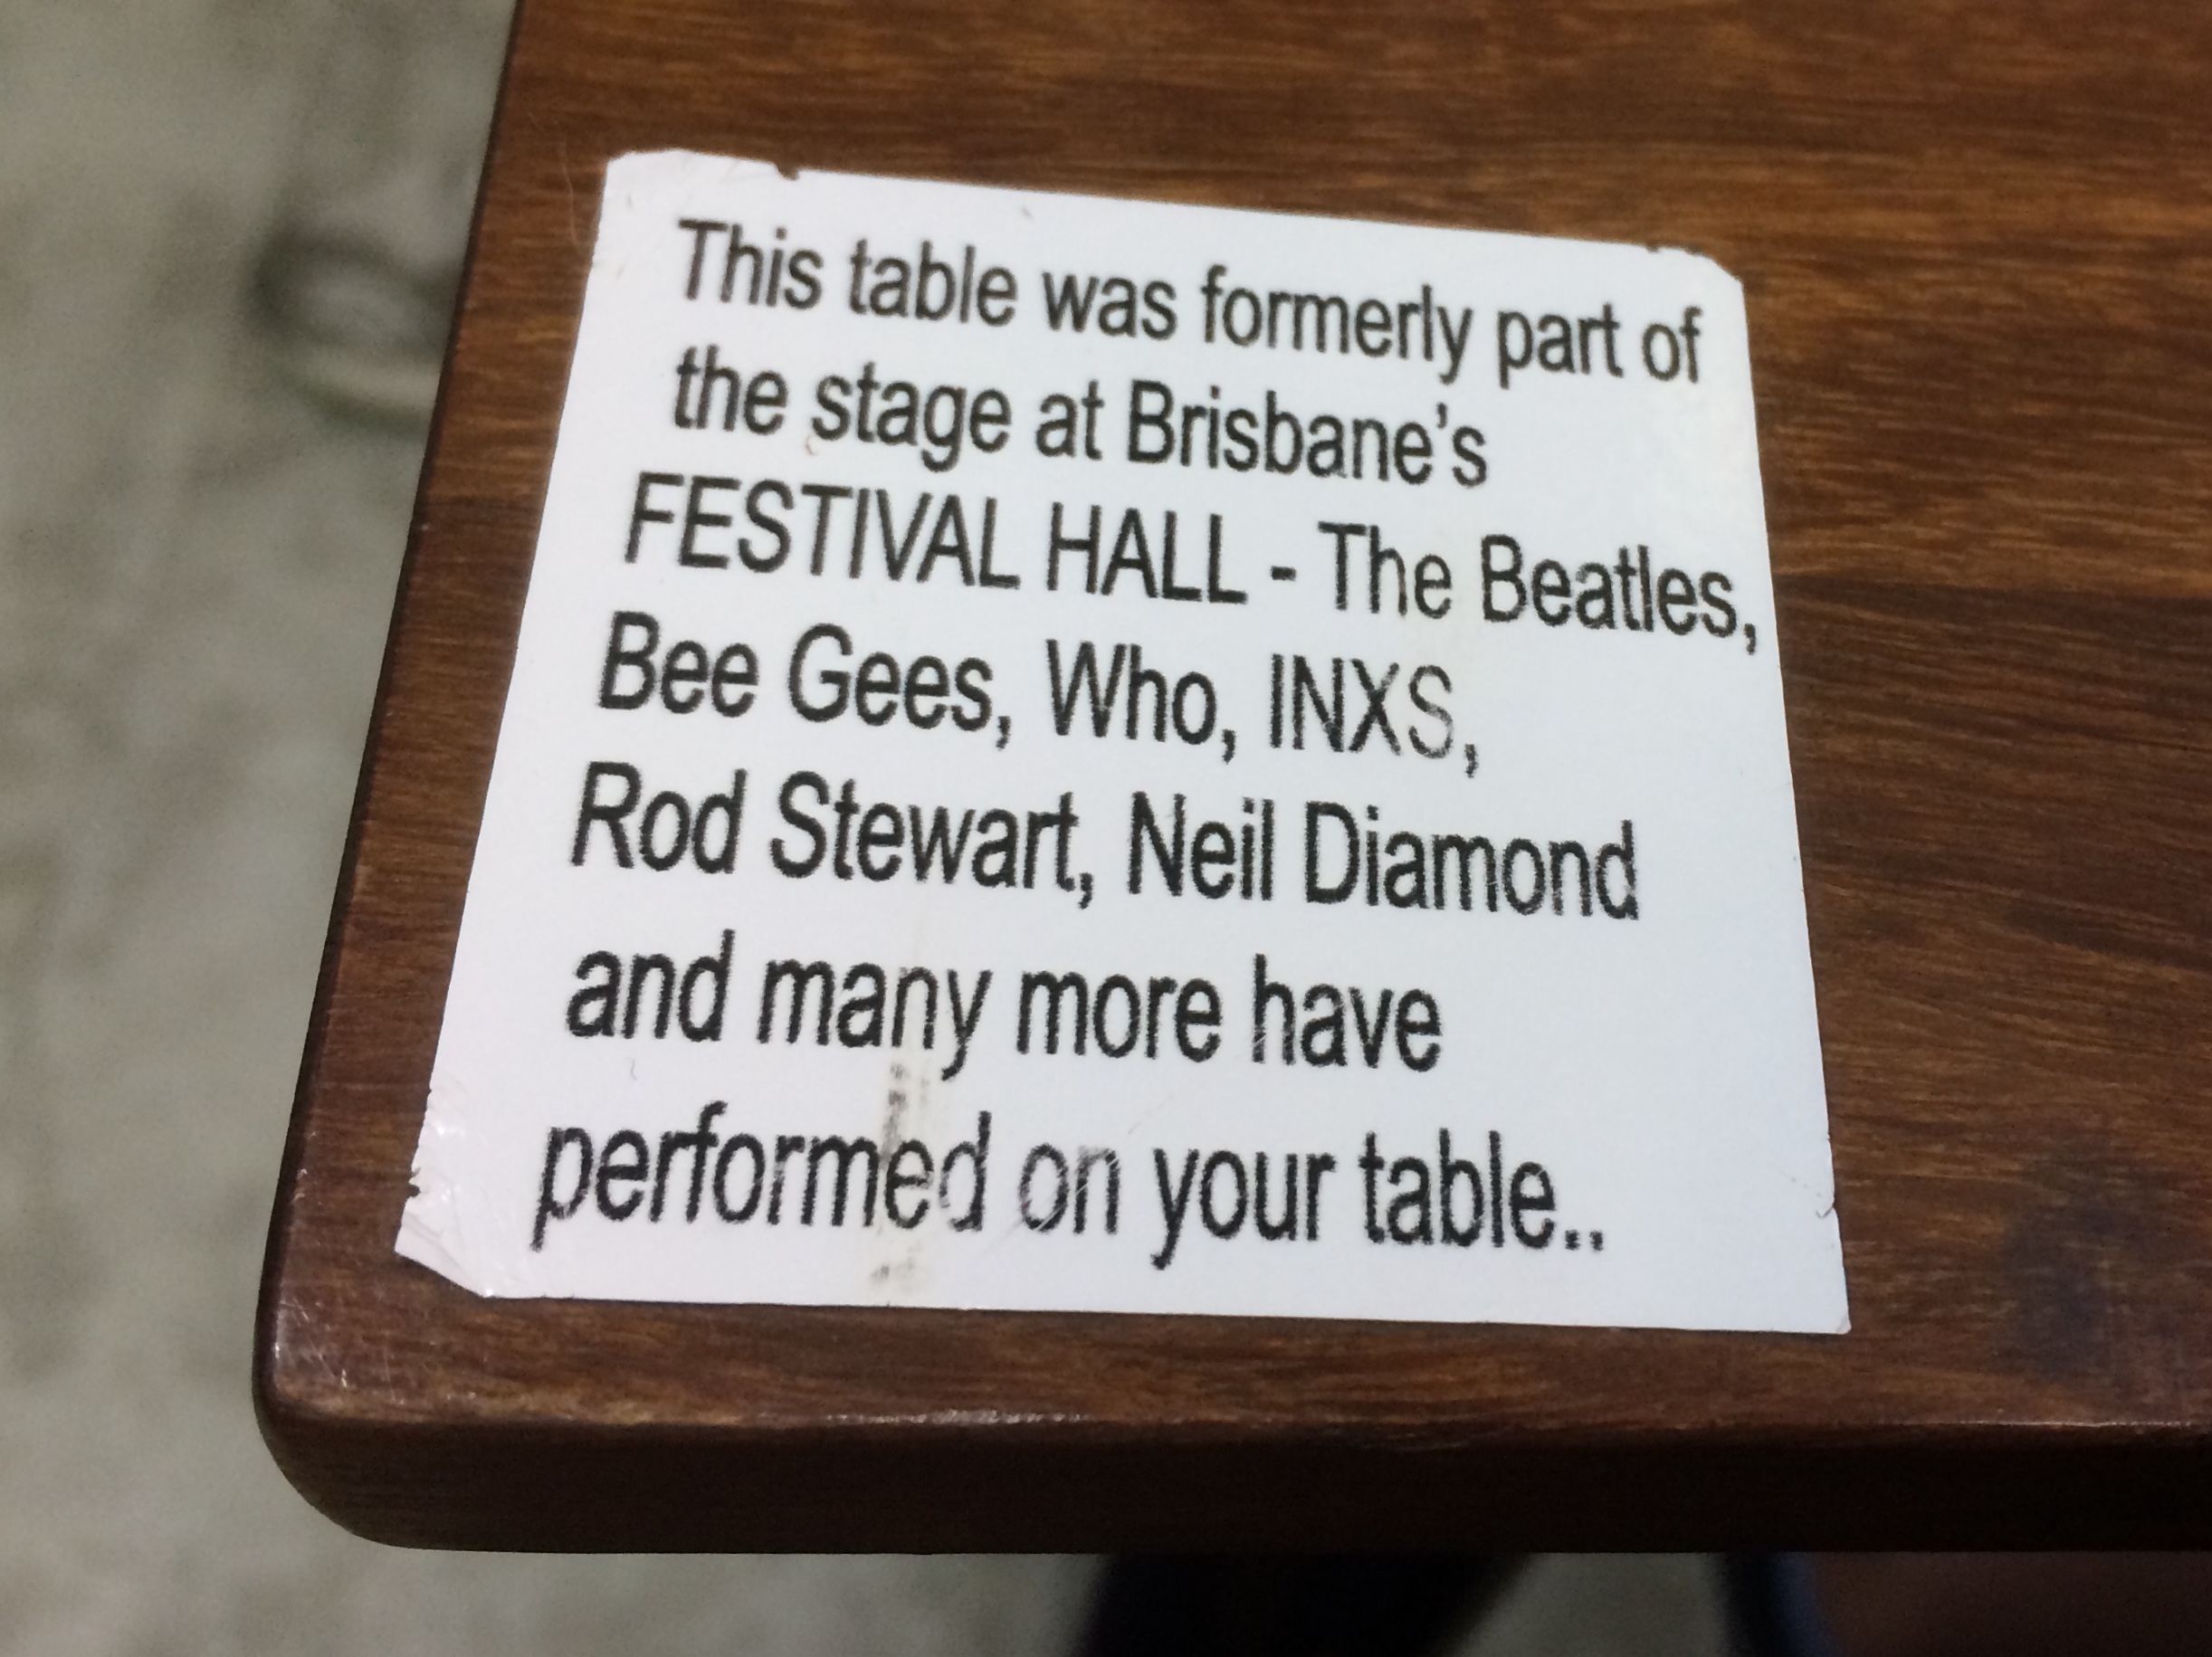 This table was formerly part of
the stage at Brisbane's
FESTIVAL HALL - The Beatles,
Bee Gees, Who, INXS,
Rod Stewart, Neil Diamond
and many more have
performed on your table..